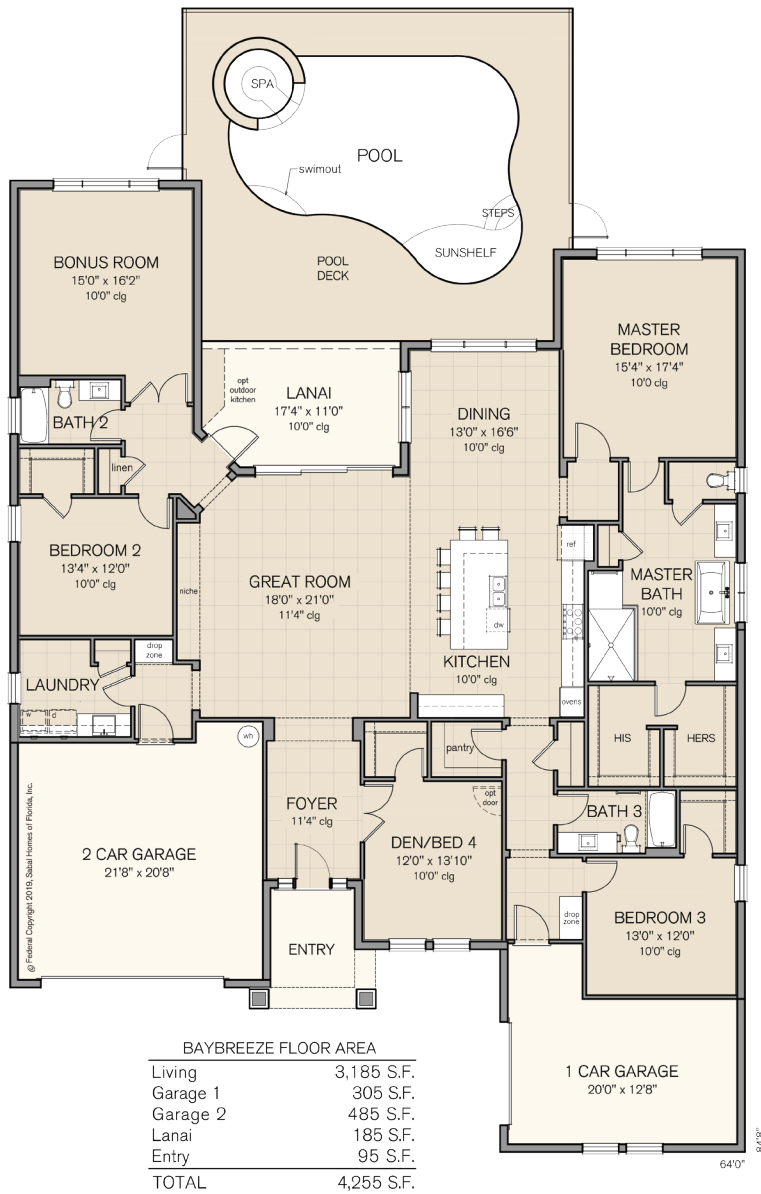 SPA
POOL
swimout
STEPS
SUNSHELF
POOL
DECK
BONUS ROOM
15'0" x 16'2"
10'0" clg
MASTER
BEDROOM
15'4" x 17'4"
10'0 clg
opt
outdoor
kitchen
LANAI
17'4" x 11'0"
10'0" clg
DINING
13'0" x 16'6"
10'0" clg
BATH 2
linen
BEDROOM 2
13'4" x 12'0"
10'0" clg
niche
GREAT ROOM
18'0" x 21'0"
11'4" clg
ref
dw
KITCHEN
10'0" clg
ovens
MASTER
BATH
10'0" clg
drop
zone
LAUNDRY
w
d
HIS
HERS
wh
pantry
opt
door
FOYER
11'4" clg
BATH 3
2 CAR GARAGE
21'8" x 20'8"
DEN/BED 4
12'0" x 13'10"
10'0" clg
drop
zone
BEDROOM 3
13'0" x 12'0"
10'0" clg
ENTRY
@ Federal Copyright 2019, Sabal Homes of Florida, Inc.
1 CAR GARAGE
20'0" x 12'8"
BAYBREEZE FLOOR AREA
Living 3,185 S.F.
Garage 1 305 S.F.
Garage 2 485 S.F.
Lanai 185 S.F.
Entry 95 S.F.
TOTAL 4,255 S.F.
64'0"
84'8"